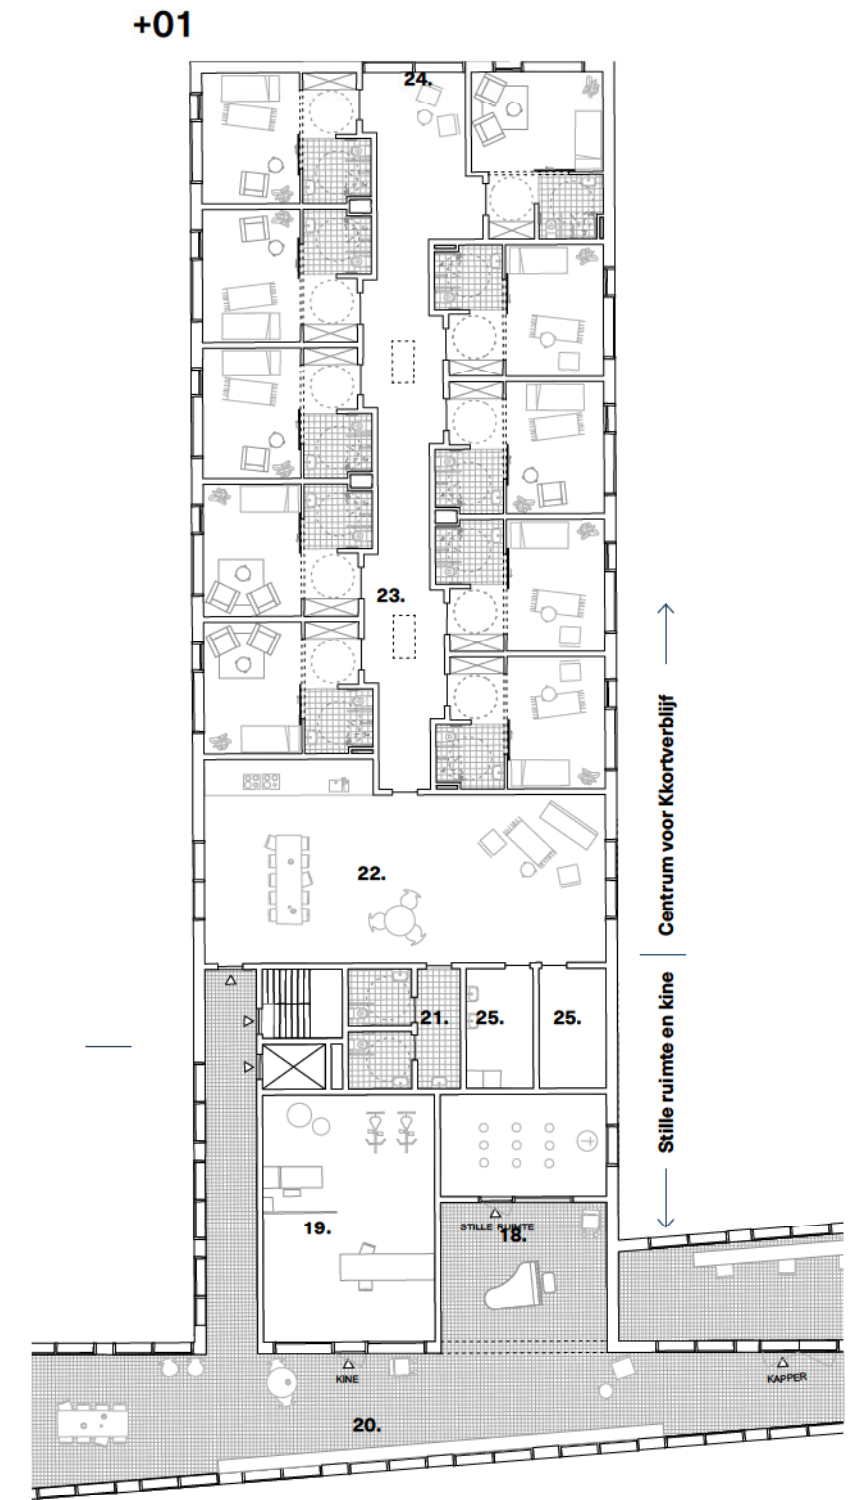 +01
24.
23.
Centrum voor Kkortverblijf
22.
21.
25.
25.
Stille ruimte en kine
19.
STILLE RUIMTE
18.
KINE
KAPPER
20.